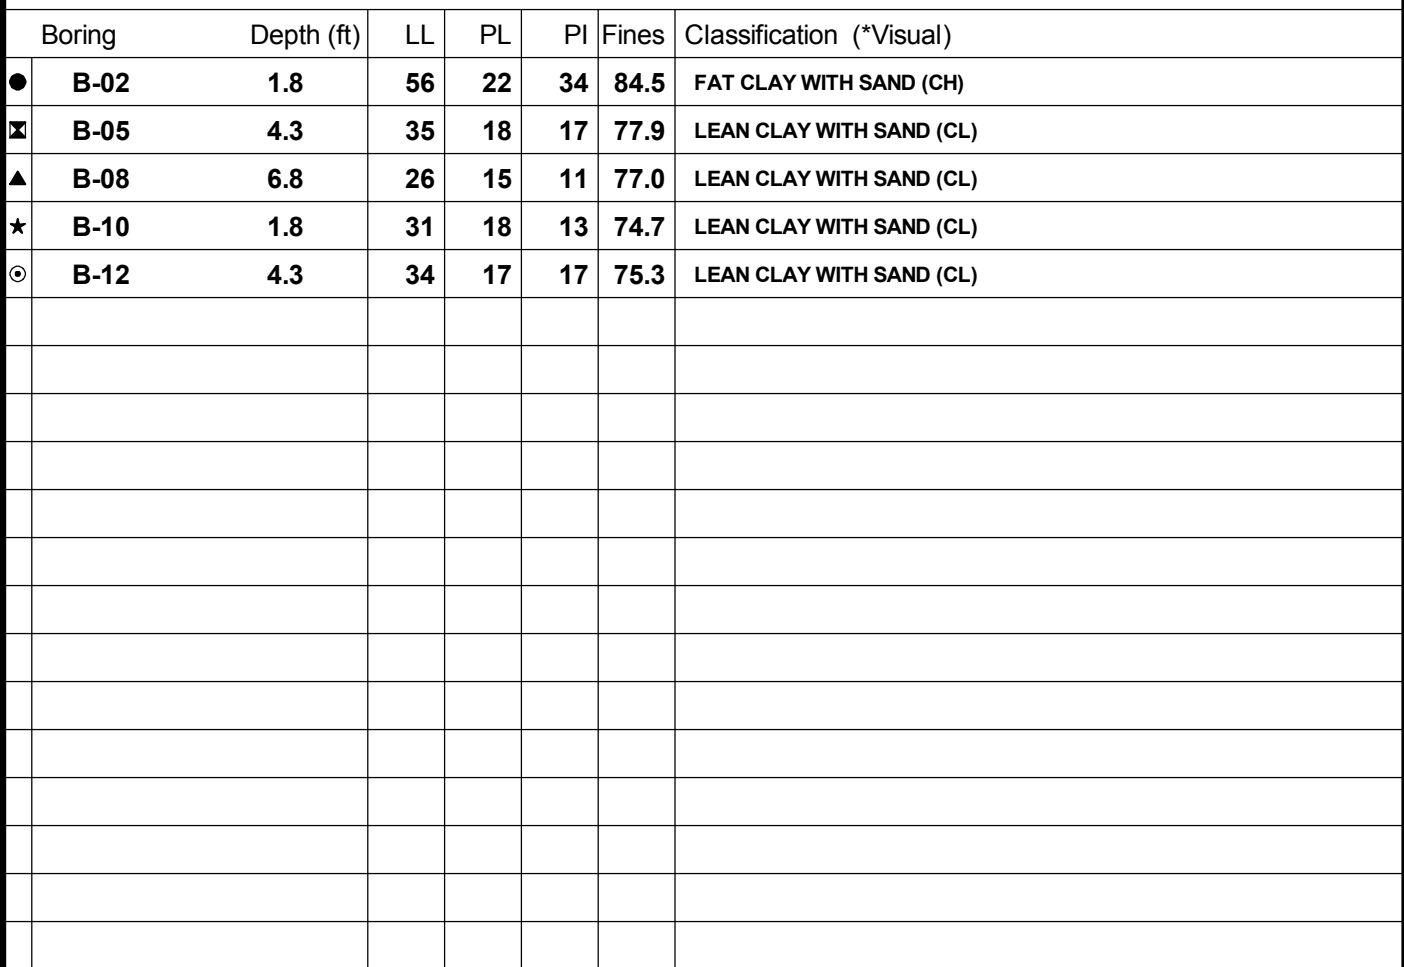 Boring Depth (ft) LL PL PI Fines Classification (*Visual)
B-02 1.8 56 22 34 84.5 FAT CLAY WITH SAND (CH)
B-05 4.3 35 18 17 77.9 LEAN CLAY WITH SAND (CL)
B-08 6.8 26 15 11 77.0 LEAN CLAY WITH SAND (CL)
B-10 1.8 31 18 13 74.7 LEAN CLAY WITH SAND (CL)
B-12 4.3 34 17 17 75.3 LEAN CLAY WITH SAND (CL)